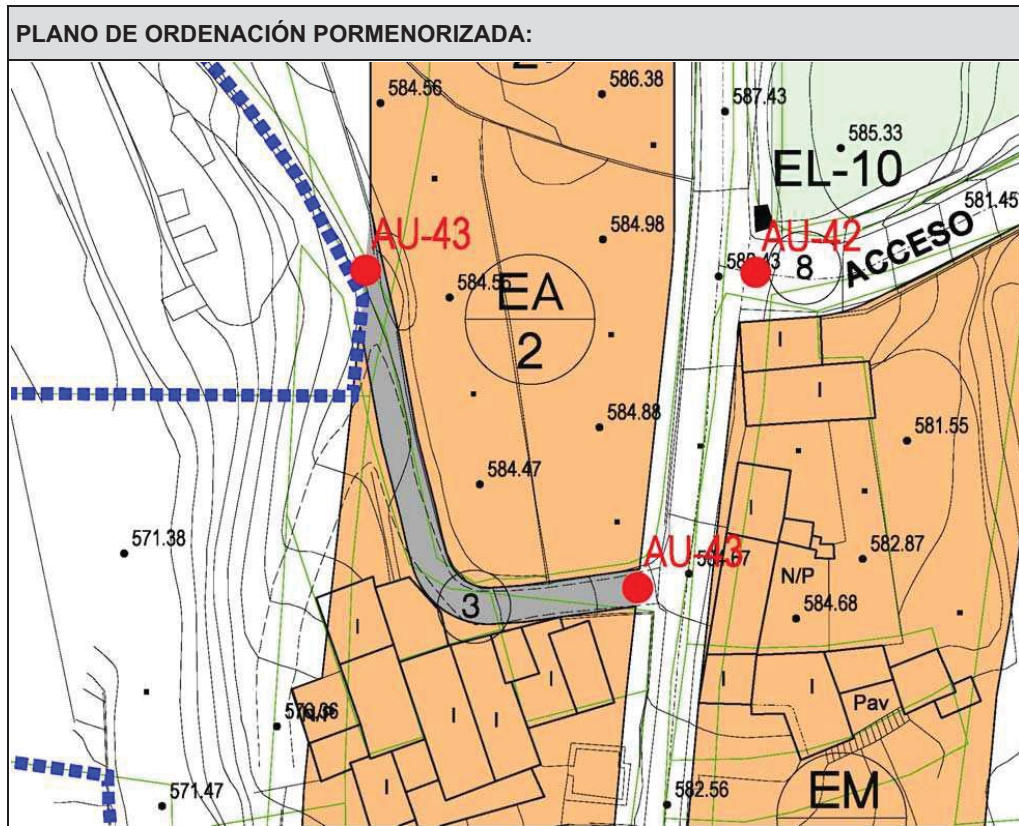 PLANO DE ORDENACIÓN PORMENORIZADA:
584.56
586.38
587.43
585.33
EL-10
581.45
AU-43
584.98
AU-42
8
ACCESO
EA
2
I
I
584.88
581.55
584.47
I
571.38
AU-43
582.87
N/P
584.68
3
I
I
I
I
I
I
I
Pav
I
571.47
582.56
EM